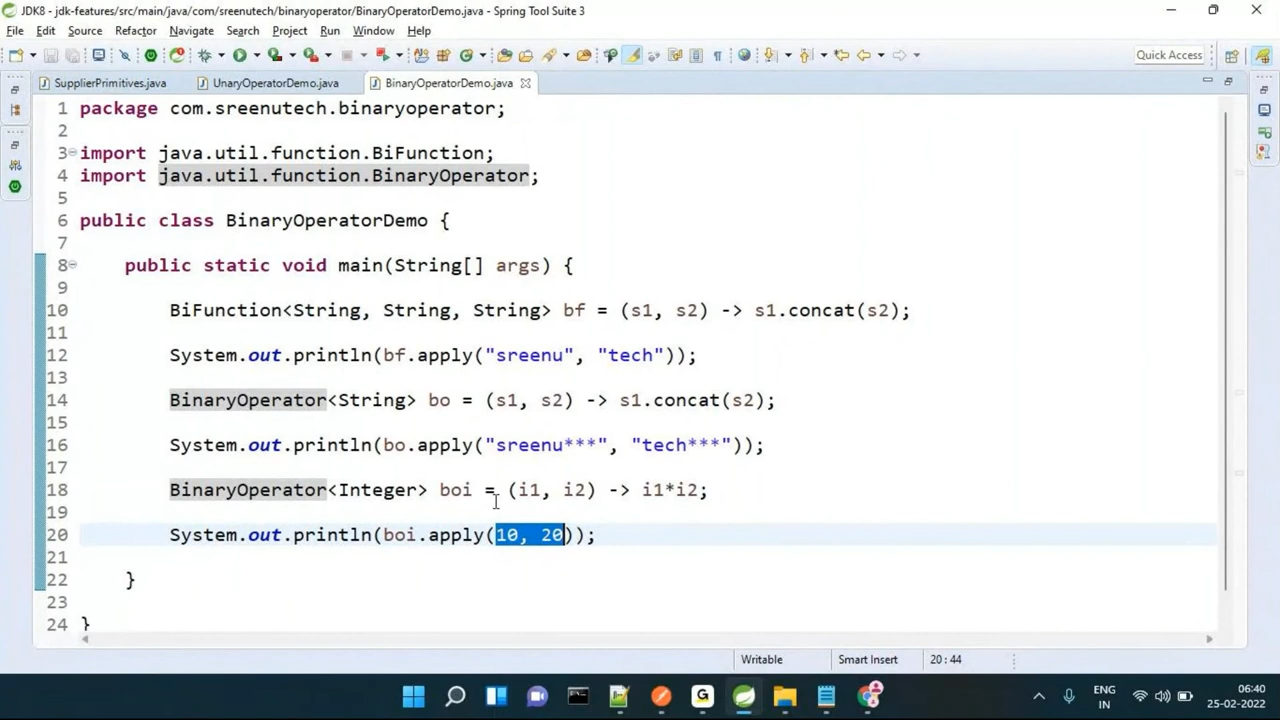 JDK8 - jdk-features/src/main/java/com/sreenutech/binaryoperator/BinaryOperatorDemo.java - Spring Tool Suite 3
File Edit Source Refactor Navigate Search Project Run Window Help
Quick Access
SupplierPrimitives.java UnaryOperatorDemo.java BinaryOperatorDemo.java
1 package com.sreenutech.binaryoperator;
2
3 import java.util.function.BiFunction;
4 import java.util.function.BinaryOperator;
5
6 public class BinaryOperatorDemo {
7
8 public static void main(String[] args) {
9
10 BiFunction<String, String, String> bf = (s1, s2) -> s1.concat(s2);
11
12 System.out.println(bf.apply("sreenu", "tech"));
13
14 BinaryOperator<String> bo = (s1, s2) -> s1.concat(s2);
15
16 System.out.println(bo.apply("sreenu***", "tech***"));
17
18 BinaryOperator<Integer> boi = (i1, i2) -> i1*i2;
19
20 System.out.println(boi.apply(10, 20));
21
22 }
23
24 }
Writable Smart Insert 20 : 44
ENG
IN
06:40
25-02-2022